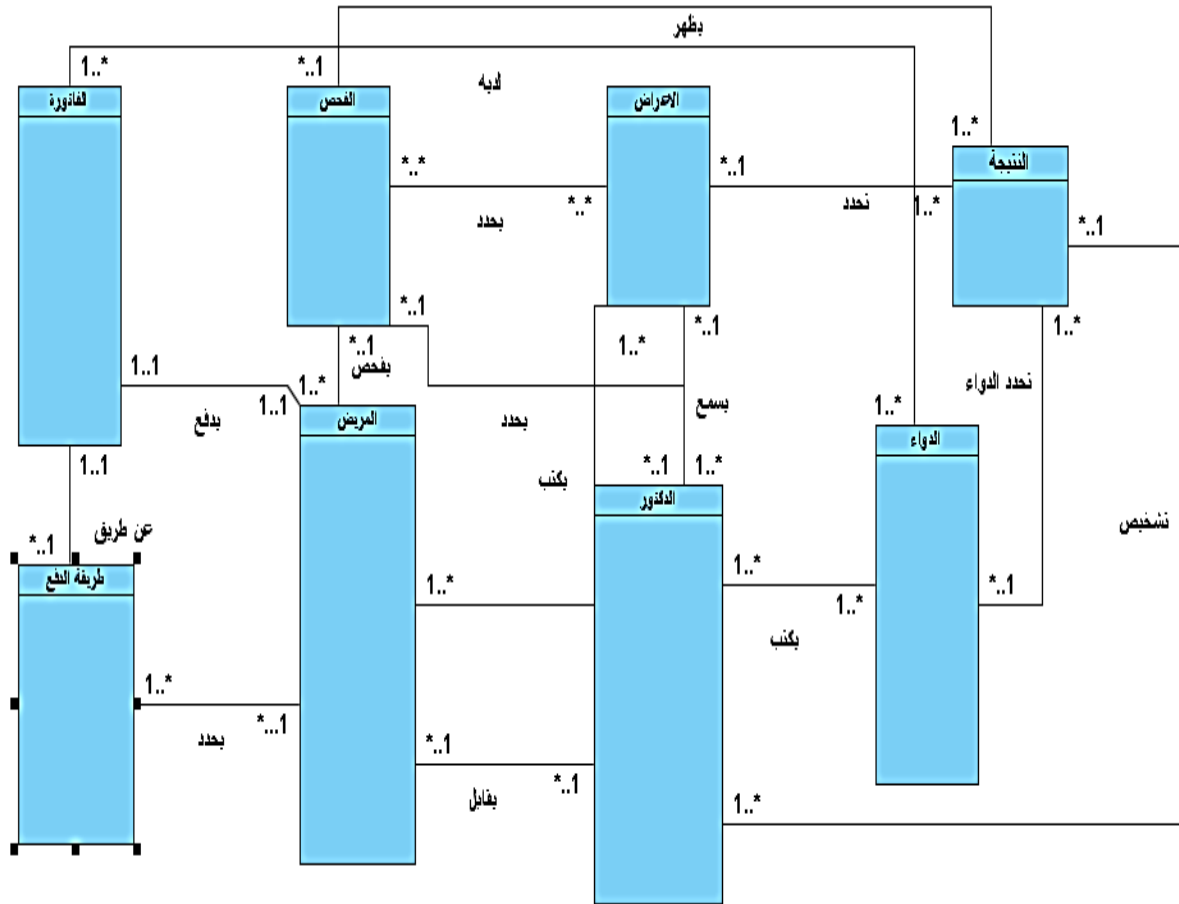 يظهر
1..*
*..1
لديه
الفاتورة
الفحص
الاعراض
1..*
النتيجة
*..*
*..1
*..*
1..*
يحدد
تحدد
*..1
*..1
1..*
*..1
1..*
*..1
يفحص
1..1
1..*
1..1
تحدد الدواء
يدفع
المريض
يحدد
يسمع
1..*
الدواء
1..1
يكتب
*..1
1..*
الدكتور
عن طريق
تشخيص
*..1
طريقة الدفع
1..*
1..*
1..*
*..1
يكتب
1..*
*...1
يحدد
*..1
*..1
يقابل
1..*